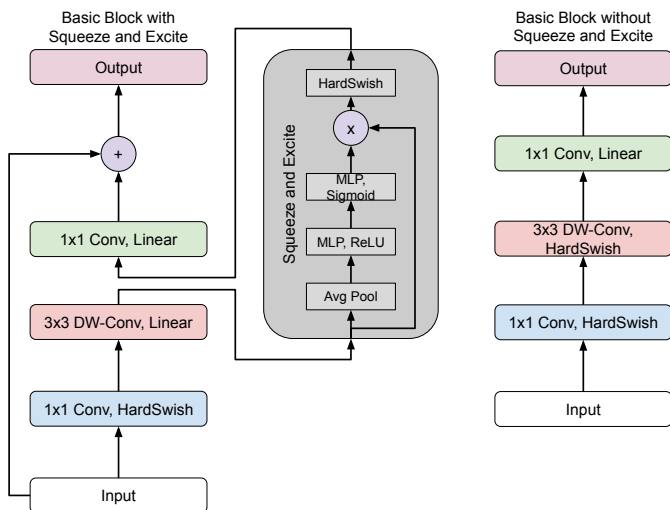 Basic Block with
Squeeze and Excite
Output
+
1x1 Conv, Linear
3x3 DW-Conv, Linear
1x1 Conv, HardSwish
Input
Squeeze and Excite
HardSwish
x
MLP,
Sigmoid
MLP, ReLU
Avg Pool
Basic Block without
Squeeze and Excite
Output
1x1 Conv, Linear
3x3 DW-Conv,
HardSwish
1x1 Conv, HardSwish
Input